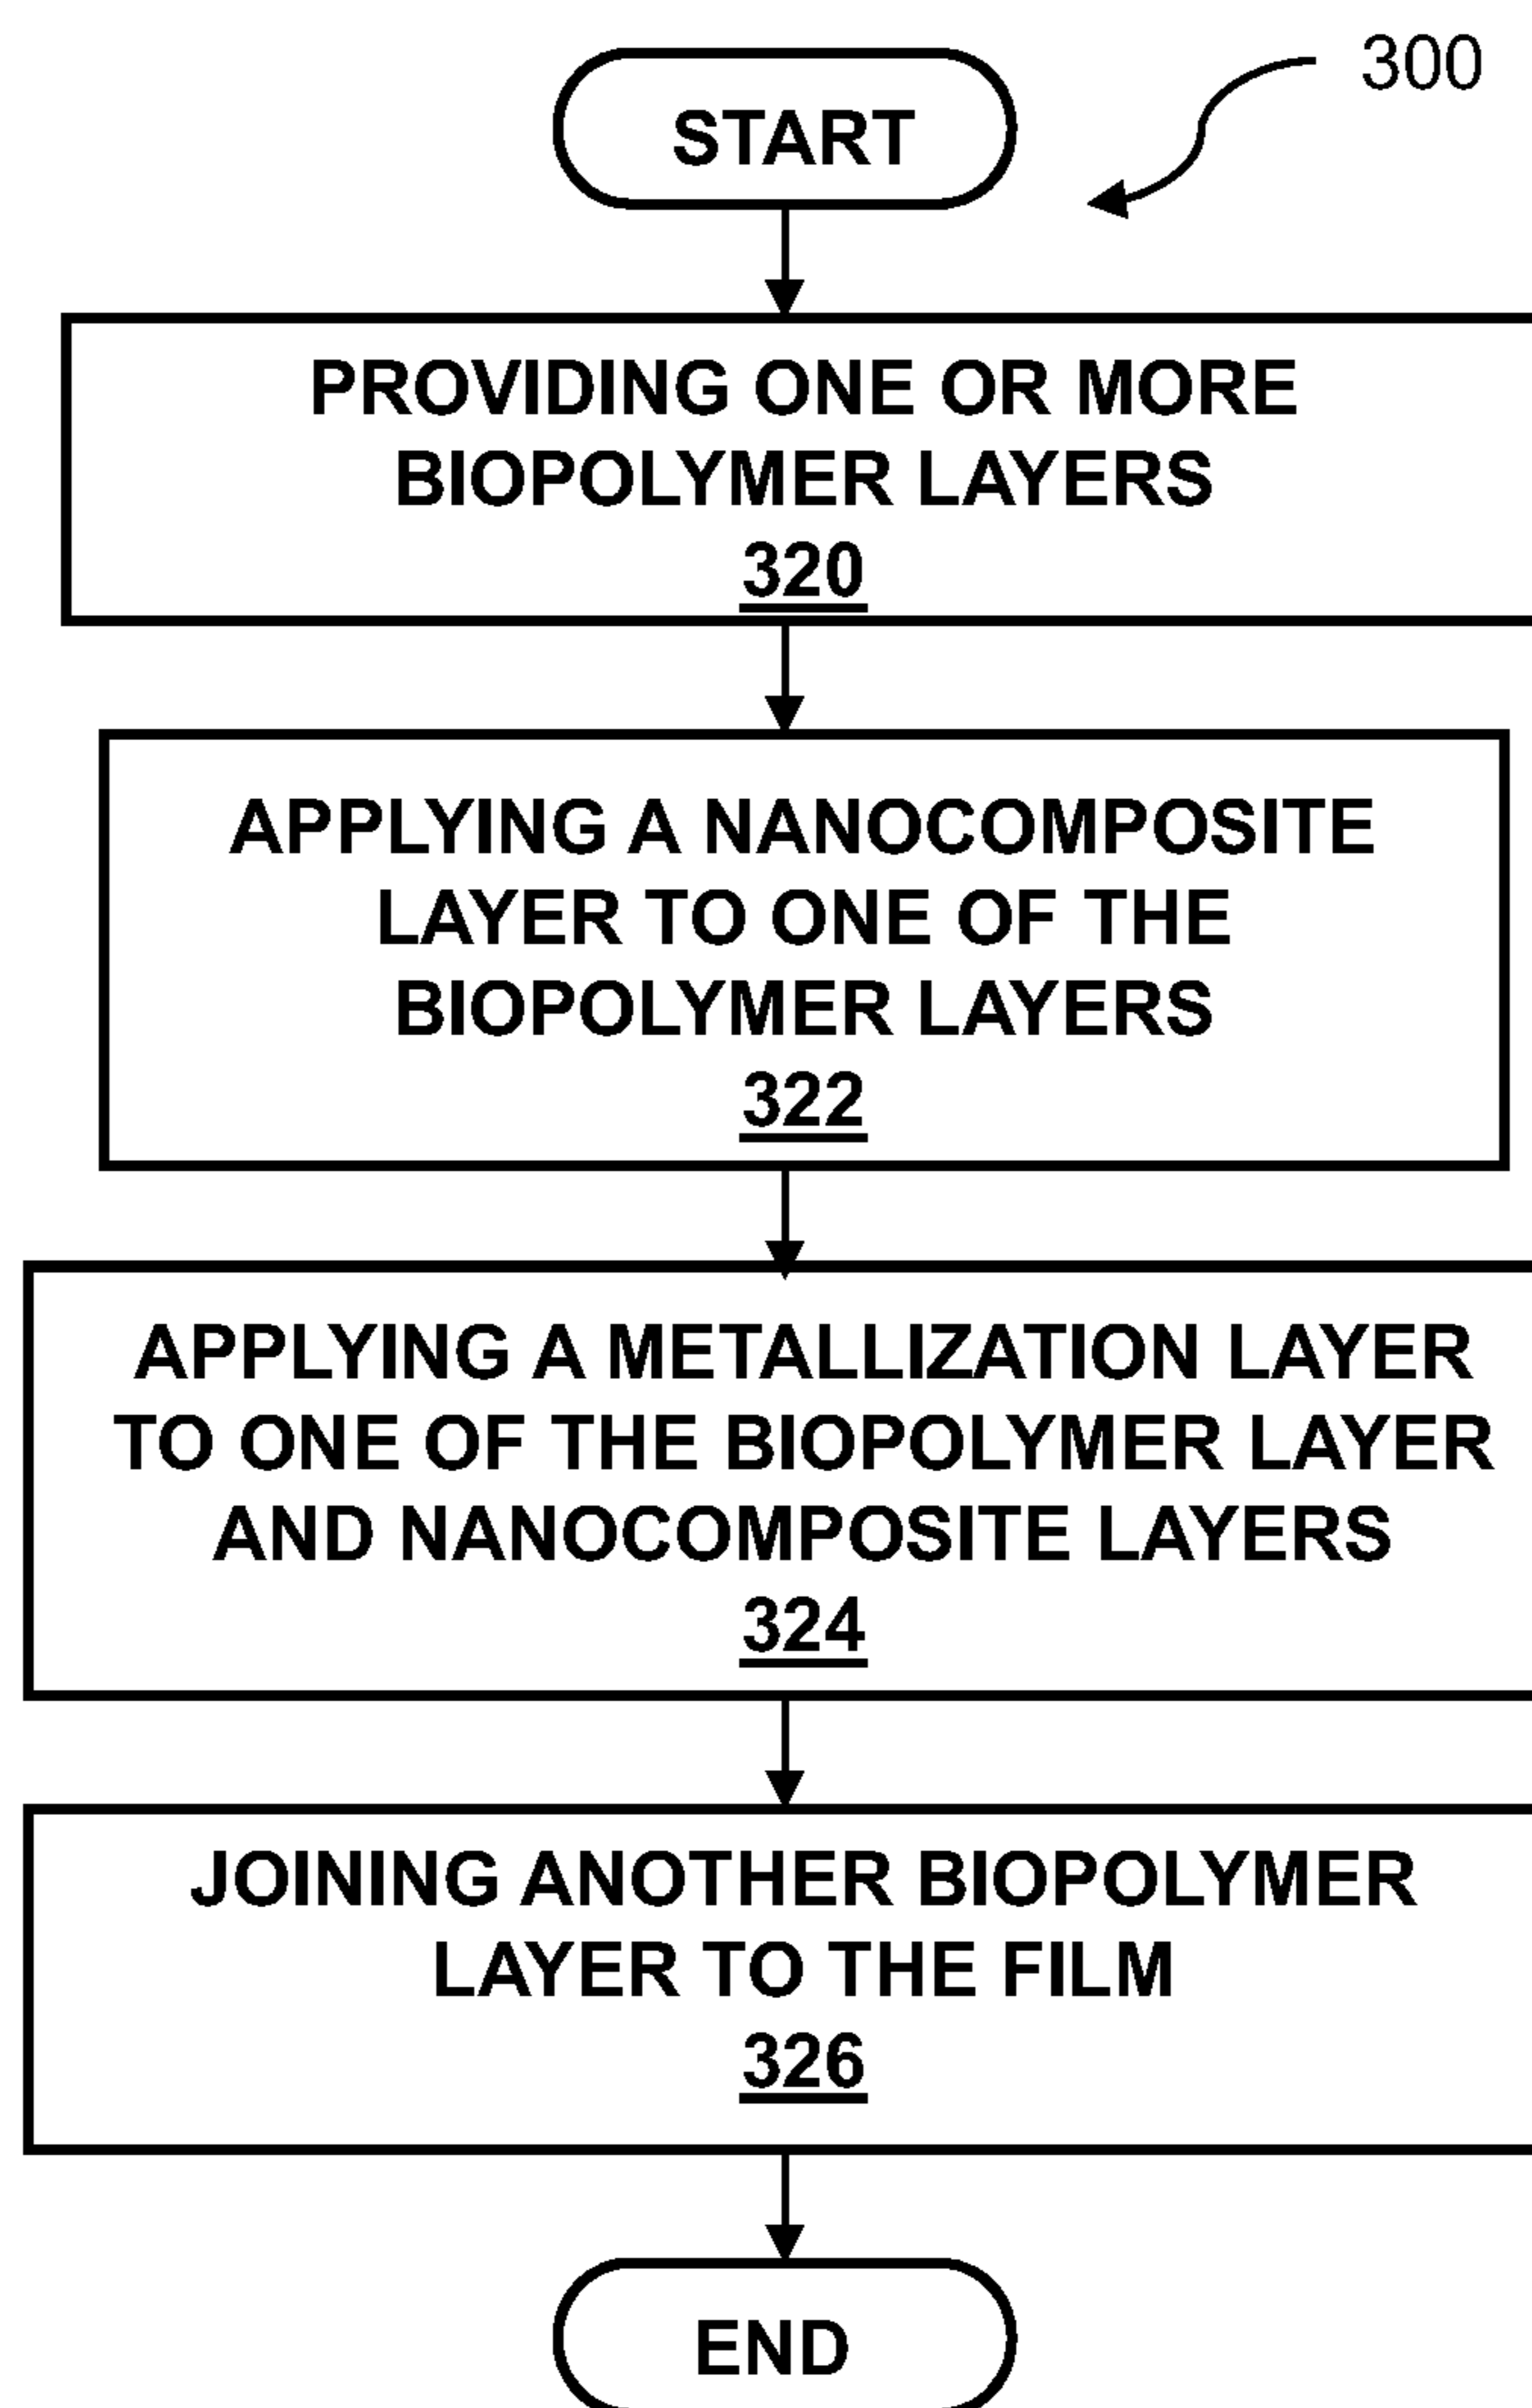 300
START
PROVIDING ONE OR MORE
BIOPOLYMER LAYERS
320
APPLYING A NANOCOMPOSITE
LAYER TO ONE OF THE
BIOPOLYMER LAYERS
322
APPLYING A METALLIZATION LAYER
TO ONE OF THE BIOPOLYMER LAYER
AND NANOCOMPOSITE LAYERS
324
JOINING ANOTHER BIOPOLYMER
LAYER TO THE FILM
326
END